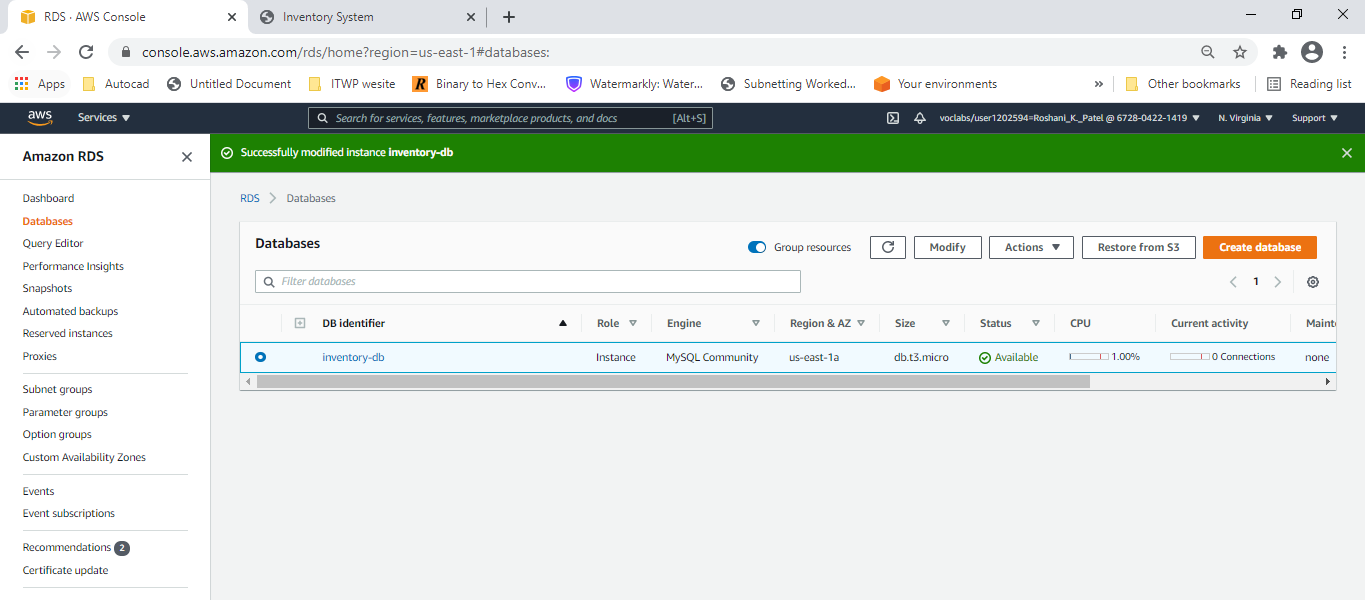 RDS · AWS Console
Inventory System
console.aws.amazon.com/rds/home?region=us-east-1#databases:
Apps Autocad Untitled Document ITWP wesite Binary to Hex Conv... Watermarkly: Water... Subnetting Worked... Your environments » Other bookmarks Reading list
aws Services Search for services, features, marketplace products, and docs [Alt+S] voclabs/user1202594=Roshani_K._Patel @ 6728-0422-1419 N. Virginia Support
Amazon RDS
Dashboard
Databases
Query Editor
Performance Insights
Snapshots
Automated backups
Reserved instances
Proxies
Subnet groups
Parameter groups
Option groups
Custom Availability Zones
Events
Event subscriptions
Recommendations 2
Certificate update
Successfully modified instance inventory-db
RDS Databases
Databases
Group resources Modify Actions Restore from S3 Create database
Filter databases
1
DB identifier Role Engine Region & AZ Size Status CPU Current activity Maint
inventory-db Instance MySQL Community us-east-1a db.t3.micro Available 1.00% 0 Connections none